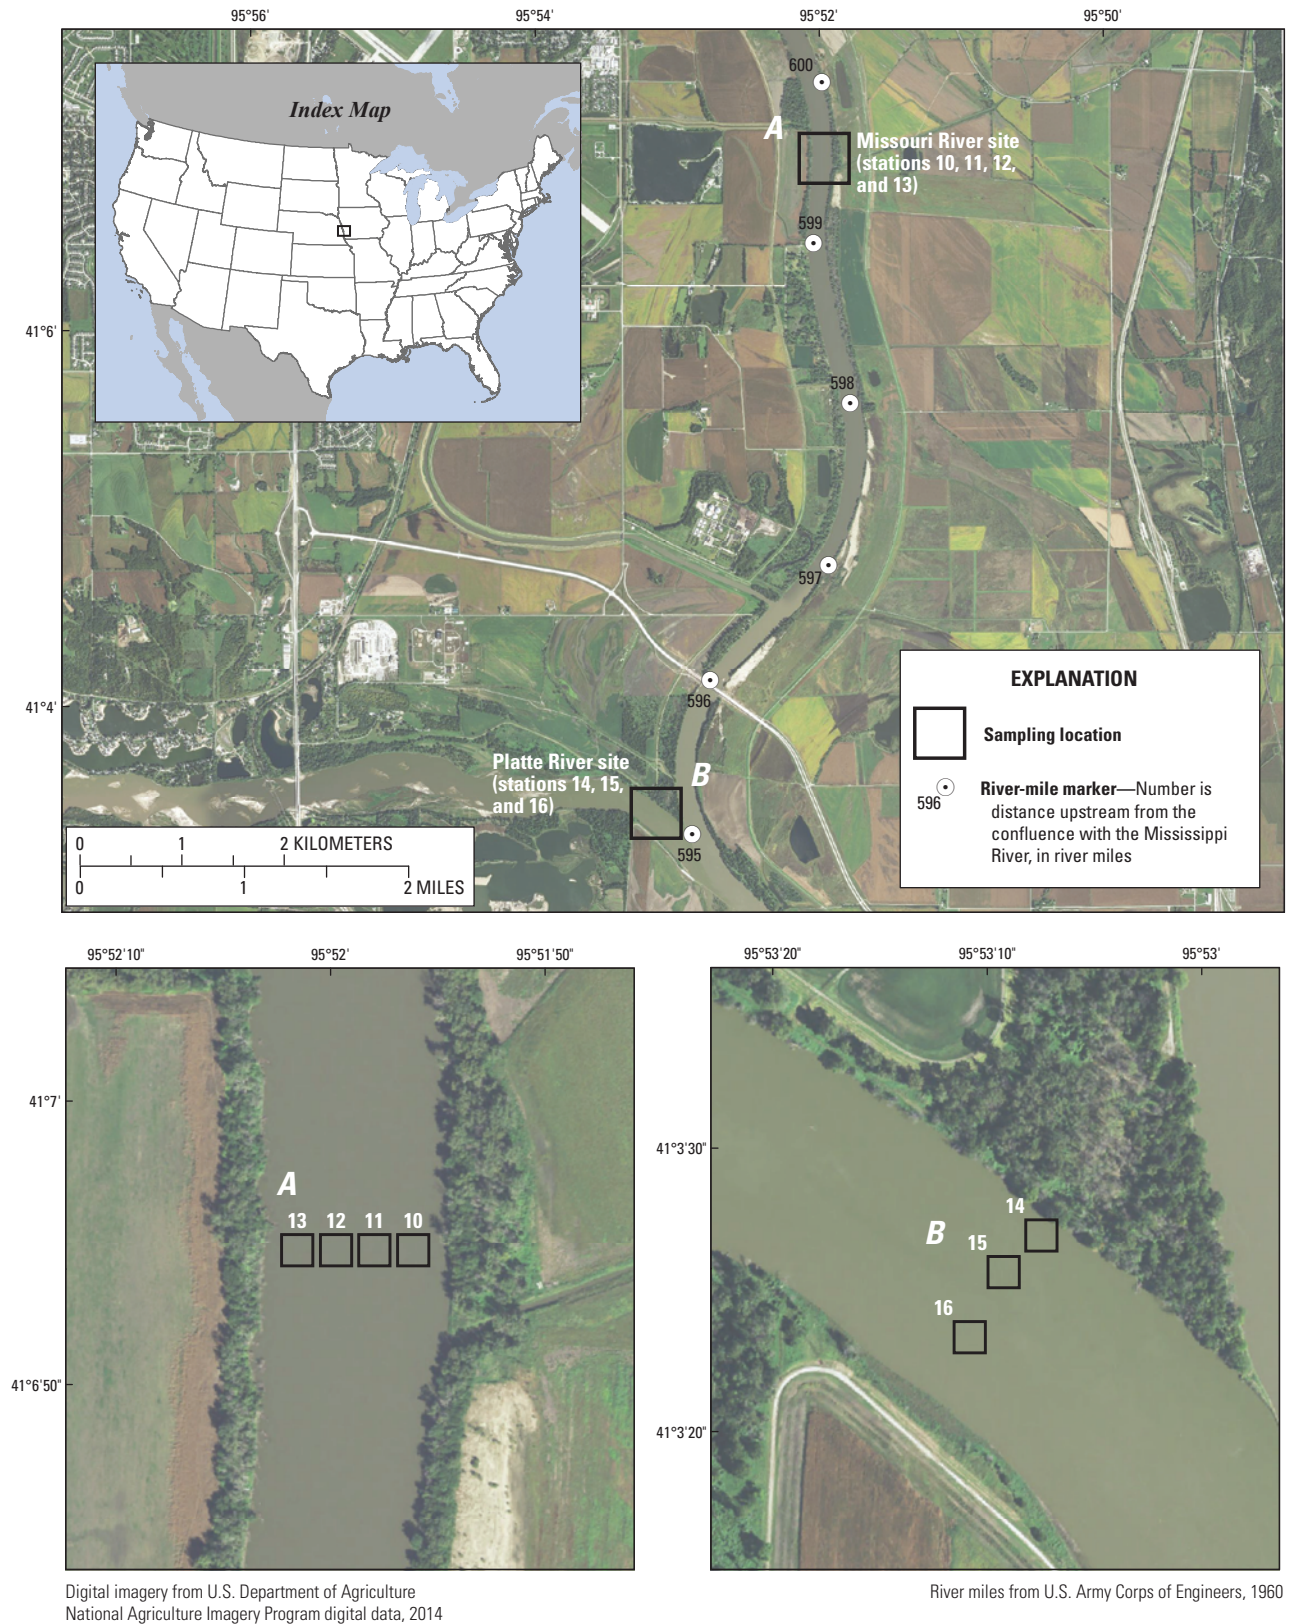 95°56'
95°54'
95°52'
95°50'
Index Map
600
A
Missouri River site
(stations 10, 11, 12,
and 13)
599
41°6'
598
597
596
41°4'
Platte River site
(stations 14, 15,
and 16)
B
595
0
1
2 KILOMETERS
0
1
2 MILES
EXPLANATION
Sampling location
596
River-mile marker—Number is
distance upstream from the
confluence with the Mississippi
River, in river miles
95°52'10"
95°52'
95°51'50"
41°7'
A
13
12
11
10
41°6'50"
95°53'20"
95°53'10"
95°53'
41°3'30"
14
B
15
16
41°3'20"
Digital imagery from U.S. Department of Agriculture
National Agriculture Imagery Program digital data, 2014
River miles from U.S. Army Corps of Engineers, 1960